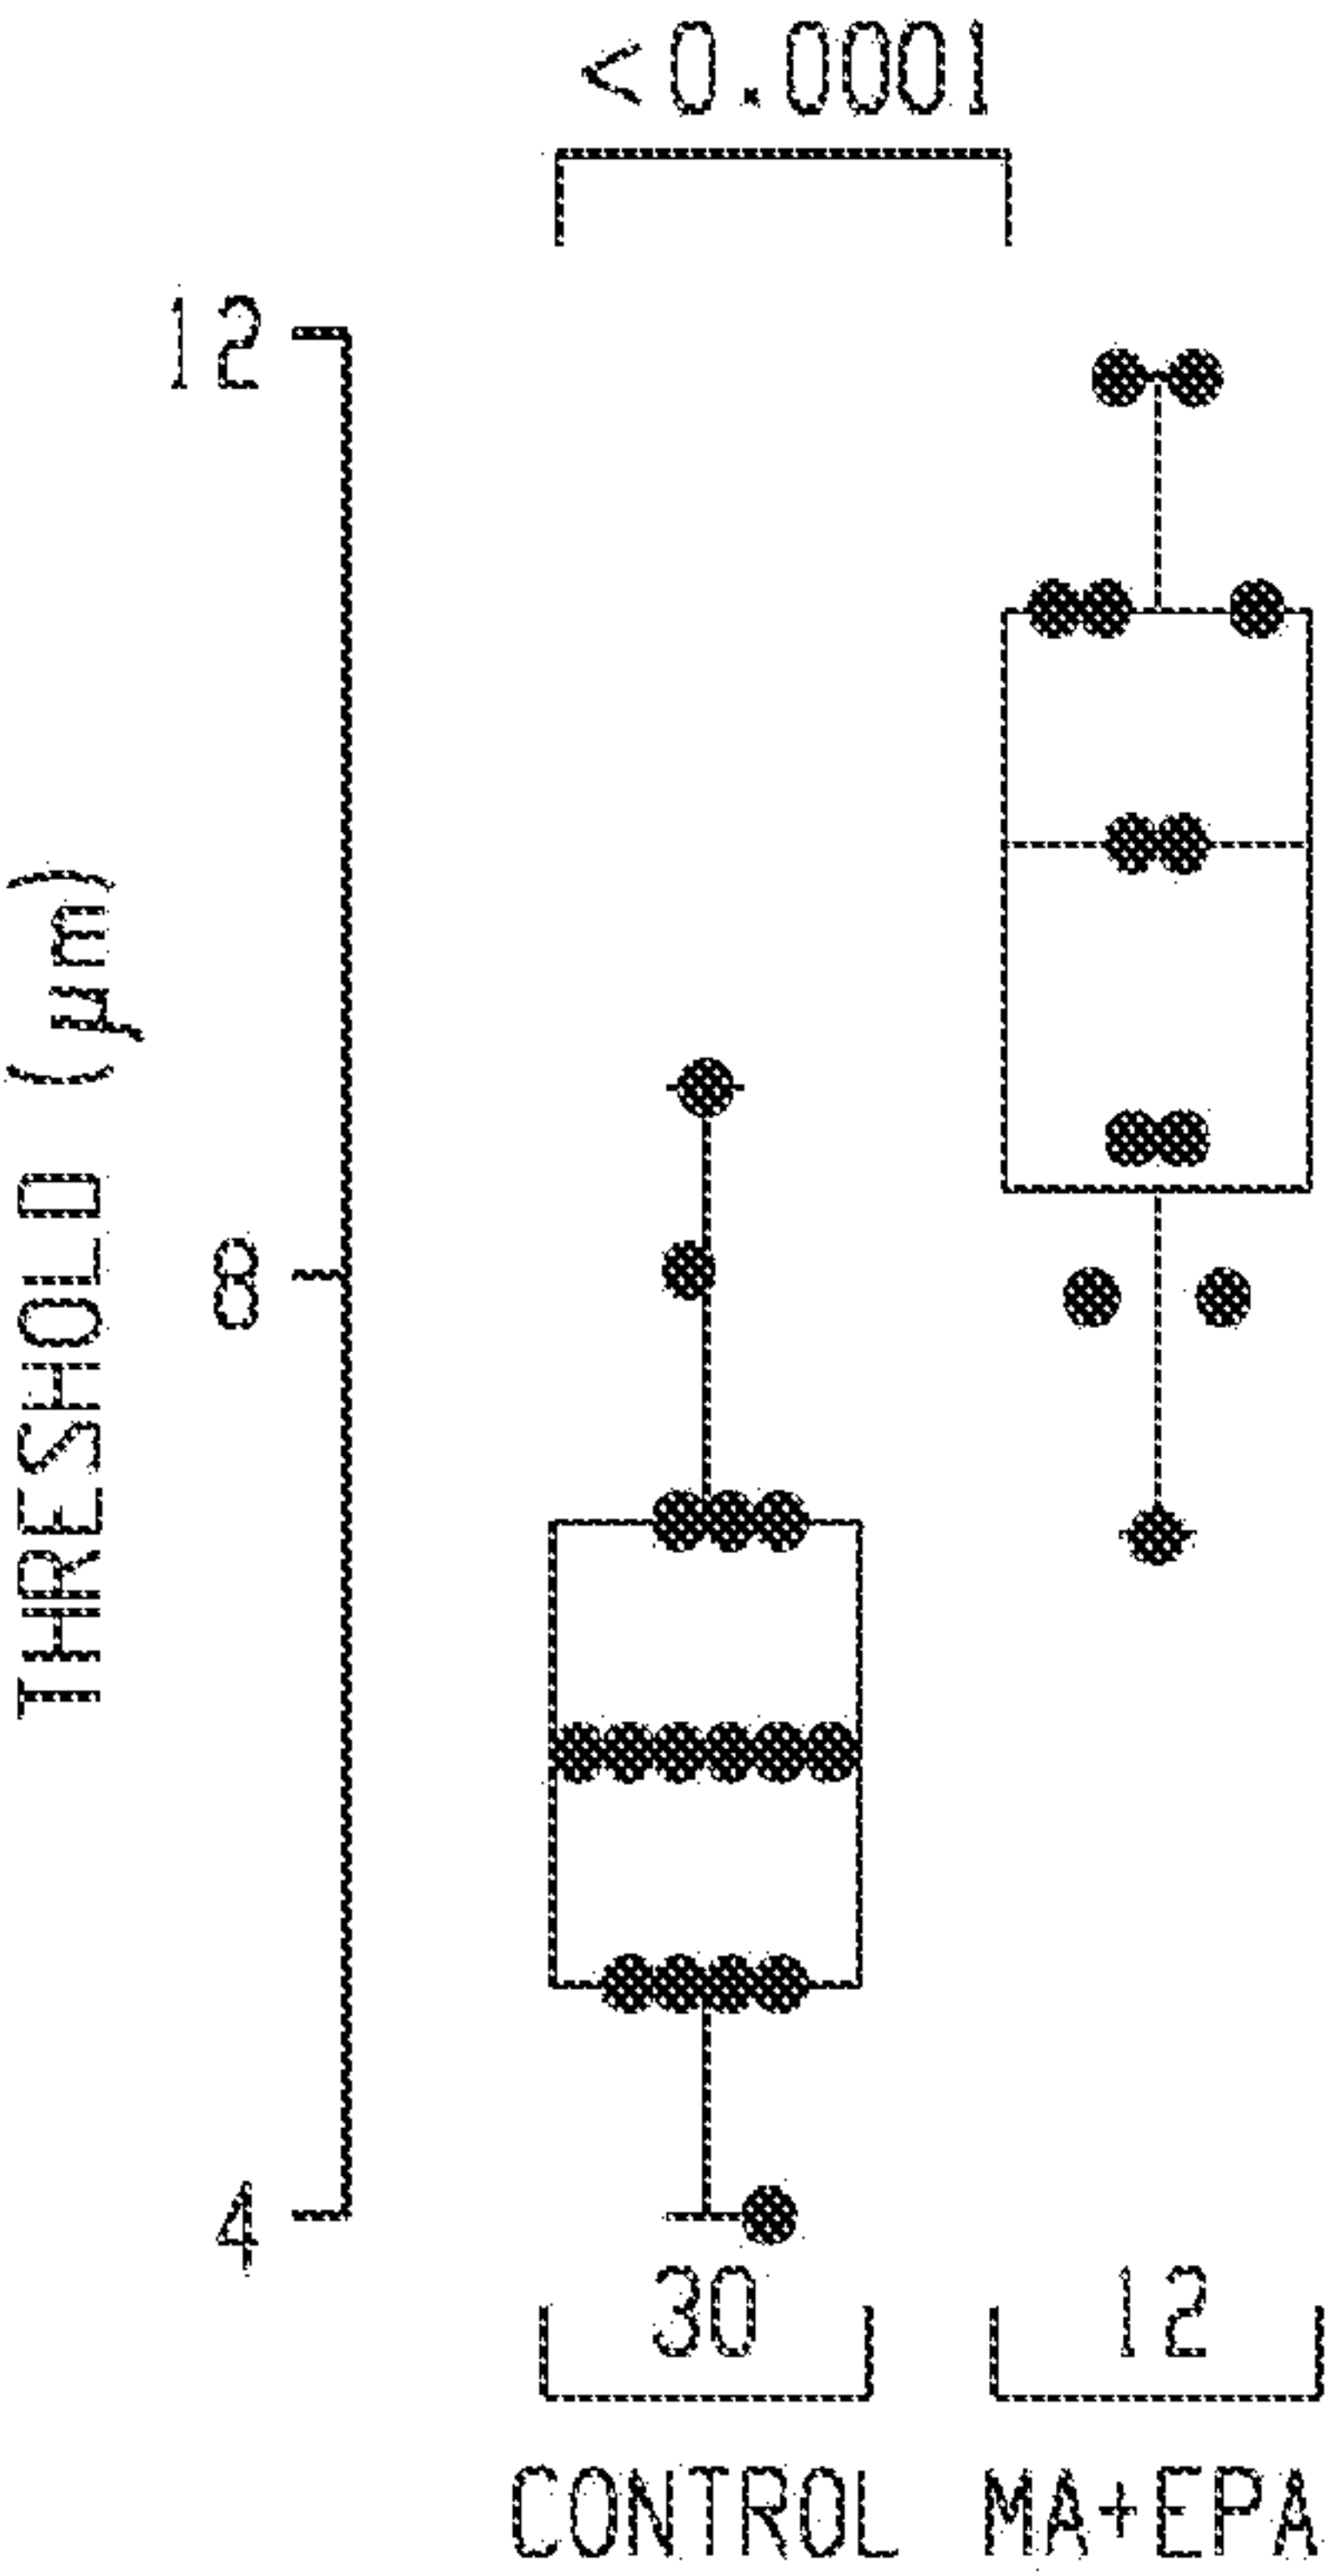 <0.0001
THRESHOLD (μm)
12
8
4
30
12
CONTROL
MA+EPA